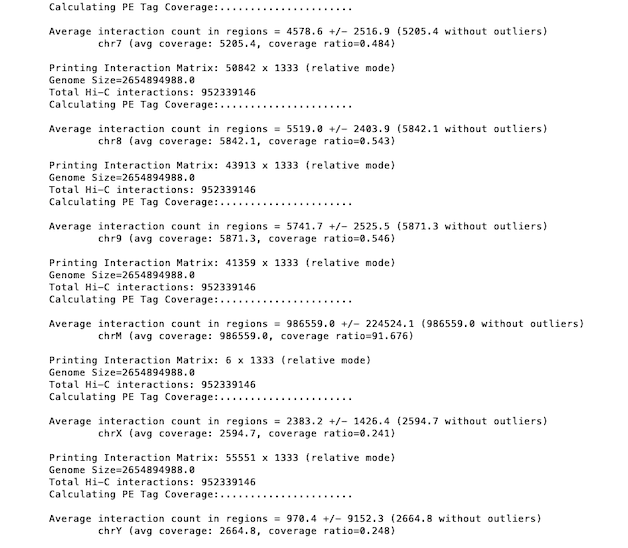 Calculating PE Tag Coverage:......................
Average interaction count in regions = 4578.6 +/- 2516.9 (5205.4 without outliers)
chr7 (avg coverage: 5205.4, coverage ratio=0.484)
Printing Interaction Matrix: 50842 x 1333 (relative mode)
Genome Size=2654894988.0
Total Hi-C interactions: 952339146
Calculating PE Tag Coverage:......................
Average interaction count in regions = 5519.0 +/- 2403.9 (5842.1 without outliers)
chr8 (avg coverage: 5842.1, coverage ratio=0.543)
Printing Interaction Matrix: 43913 x 1333 (relative mode)
Genome Size=2654894988.0
Total Hi-C interactions: 952339146
Calculating PE Tag Coverage:......................
Average interaction count in regions = 5741.7 +/- 2525.5 (5871.3 without outliers)
chr9 (avg coverage: 5871.3, coverage ratio=0.546)
Printing Interaction Matrix: 41359 x 1333 (relative mode)
Genome Size=2654894988.0
Total Hi-C interactions: 952339146
Calculating PE Tag Coverage:......................
Average interaction count in regions = 986559.0 +/- 224524.1 (986559.0 without outliers)
chrM (avg coverage: 986559.0, coverage ratio=91.676)
Printing Interaction Matrix: 6 x 1333 (relative mode)
Genome Size=2654894988.0
Total Hi-C interactions: 952339146
Calculating PE Tag Coverage:......................
Average interaction count in regions = 2383.2 +/- 1426.4 (2594.7 without outliers)
chrX (avg coverage: 2594.7, coverage ratio=0.241)
Printing Interaction Matrix: 55551 x 1333 (relative mode)
Genome Size=2654894988.0
Total Hi-C interactions: 952339146
Calculating PE Tag Coverage:......................
Average interaction count in regions = 970.4 +/- 9152.3 (2664.8 without outliers)
chrY (avg coverage: 2664.8, coverage ratio=0.248)